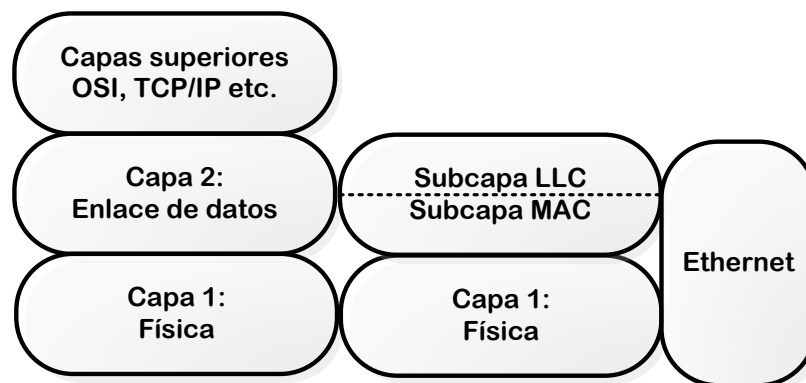 Capas superiores
OSI, TCP/IP etc.
Capa 2:
Enlace de datos
Subcapa LLC
Subcapa MAC
Ethernet
Capa 1:
Física
Capa 1:
Física